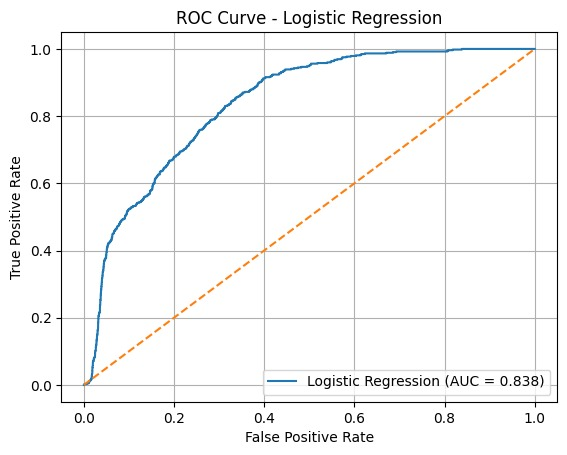 ROC Curve - Logistic Regression
True Positive Rate
1.0
0.8
0.6
0.4
0.2
0.0
Logistic Regression (AUC = 0.838)
0.0 0.2 0.4 0.6 0.8 1.0
False Positive Rate